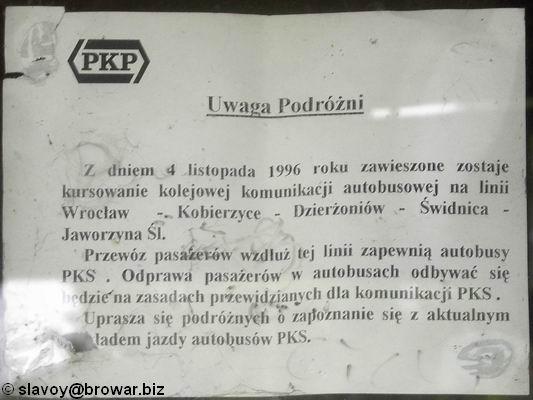 PKP
Uwaga Podróżni
Z dniem 4 listopada 1996 roku zawieszone zostaje
kursowanie kolejowej komunikacji autobusowej na linii
Wrocław - Kobierzyce - Dzierżoniów - Świdnica -
Jaworzyna Śl.
Przewóz pasażerów wzdłuż tej linii zapewnią autobusy
PKS . Odprawa pasażerów w autobusach odbywać się
będzie na zasadach przewidzianych dla komunikacji PKS .
Uprasza się podróżnych o zapoznanie się z aktualnym
kładem jazdy autobusów PKS.
© slavoy@browar.biz